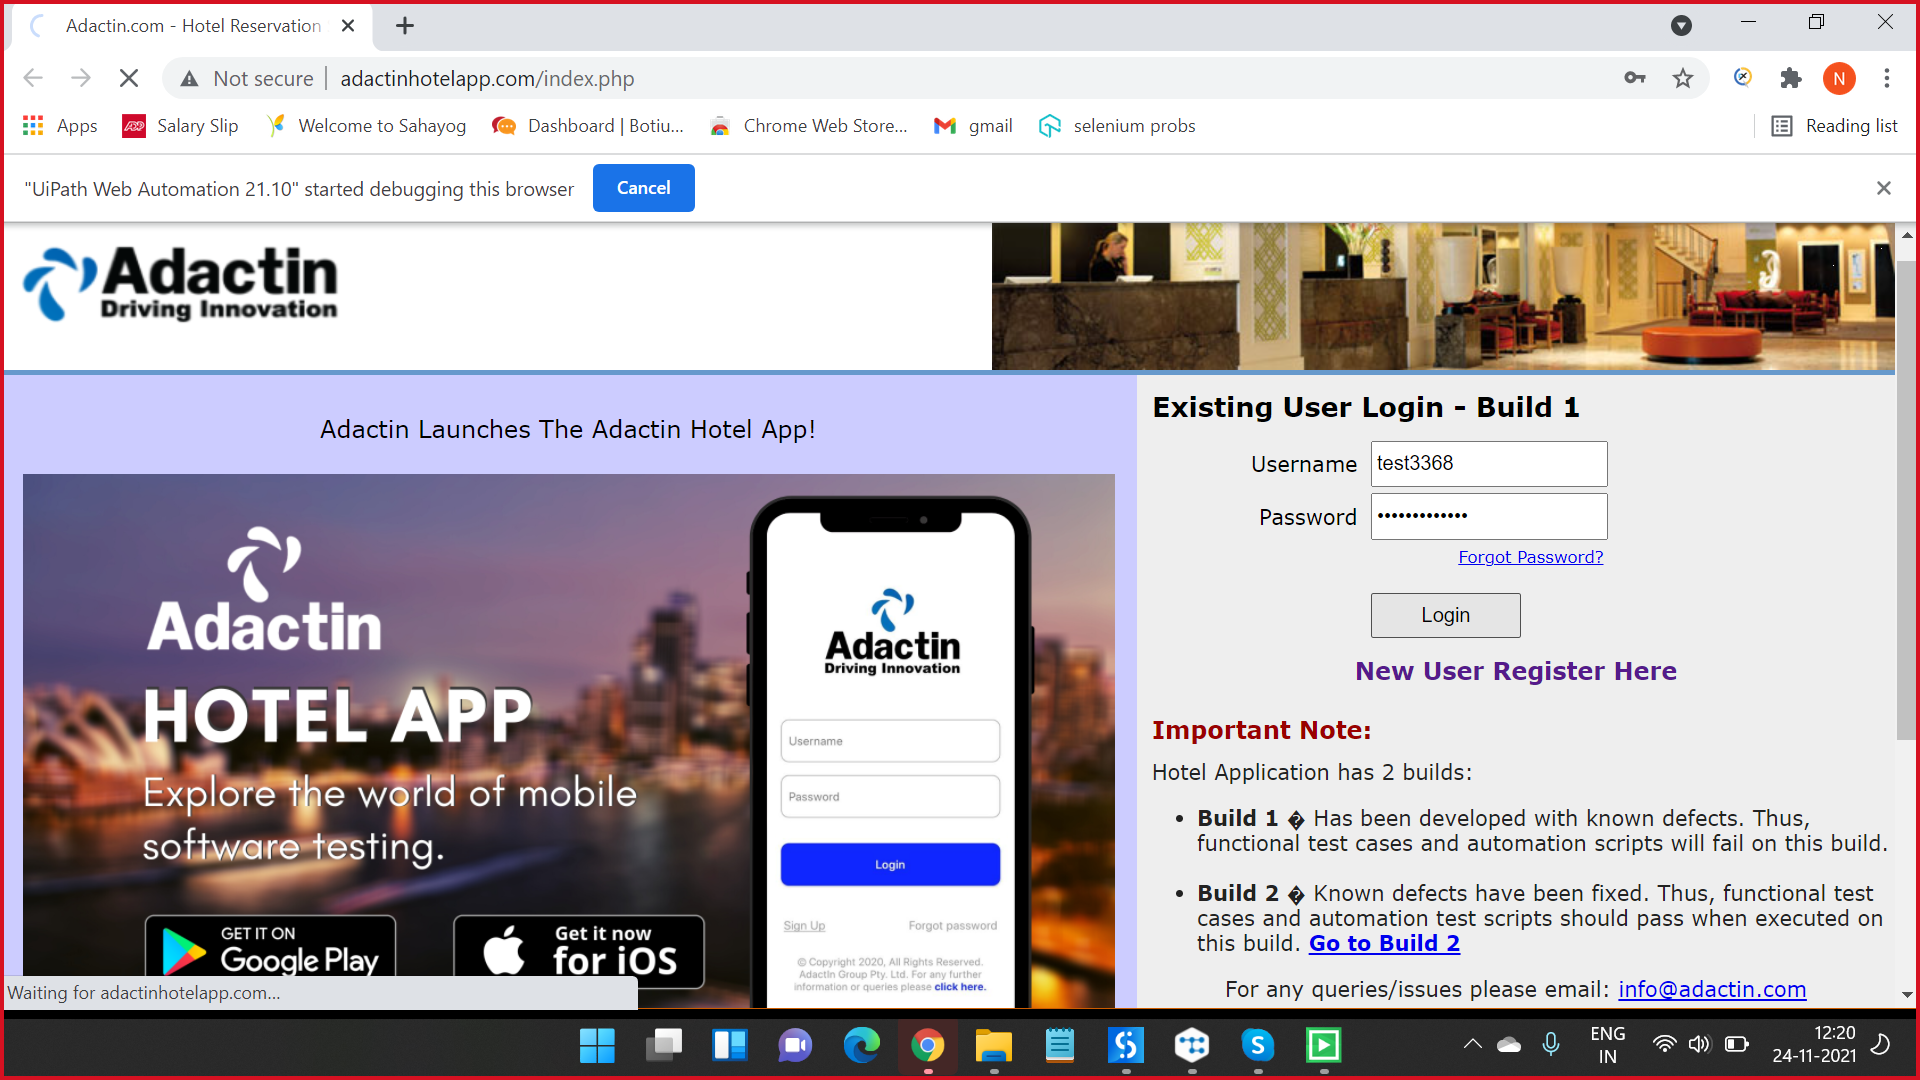 Adactin.com - Hotel Reservation
Not secure
adactinhotelapp.com/index.php
N
Apps
ADP
Salary Slip
Welcome to Sahayog
Dashboard | Botiu...
Chrome Web Store...
gmail
selenium probs
Reading list
"UiPath Web Automation 21.10" started debugging this browser
Cancel
Adactin
Driving Innovation
Adactin Launches The Adactin Hotel App!
Adactin
HOTEL APP
Explore the world of mobile
software testing.
GET IT ON
Google Play
Get it now
for iOS
Adactin
Driving Innovation
Username
Password
Login
Sign Up
Forgot password
© Copyright 2020, All Rights Reserved.
AdactIn Group Pty. Ltd. For any further
information or queries please click here.
Existing User Login - Build 1
Username
test3368
Password
•••••••••••••
Forgot Password?
Login
New User Register Here
Important Note:
Hotel Application has 2 builds:
• Build 1 � Has been developed with known defects. Thus,
functional test cases and automation scripts will fail on this build.
• Build 2 � Known defects have been fixed. Thus, functional test
cases and automation test scripts should pass when executed on
this build. Go to Build 2
For any queries/issues please email: info@adactin.com
Waiting for adactinhotelapp.com...
ENG
IN
12:20
24-11-2021